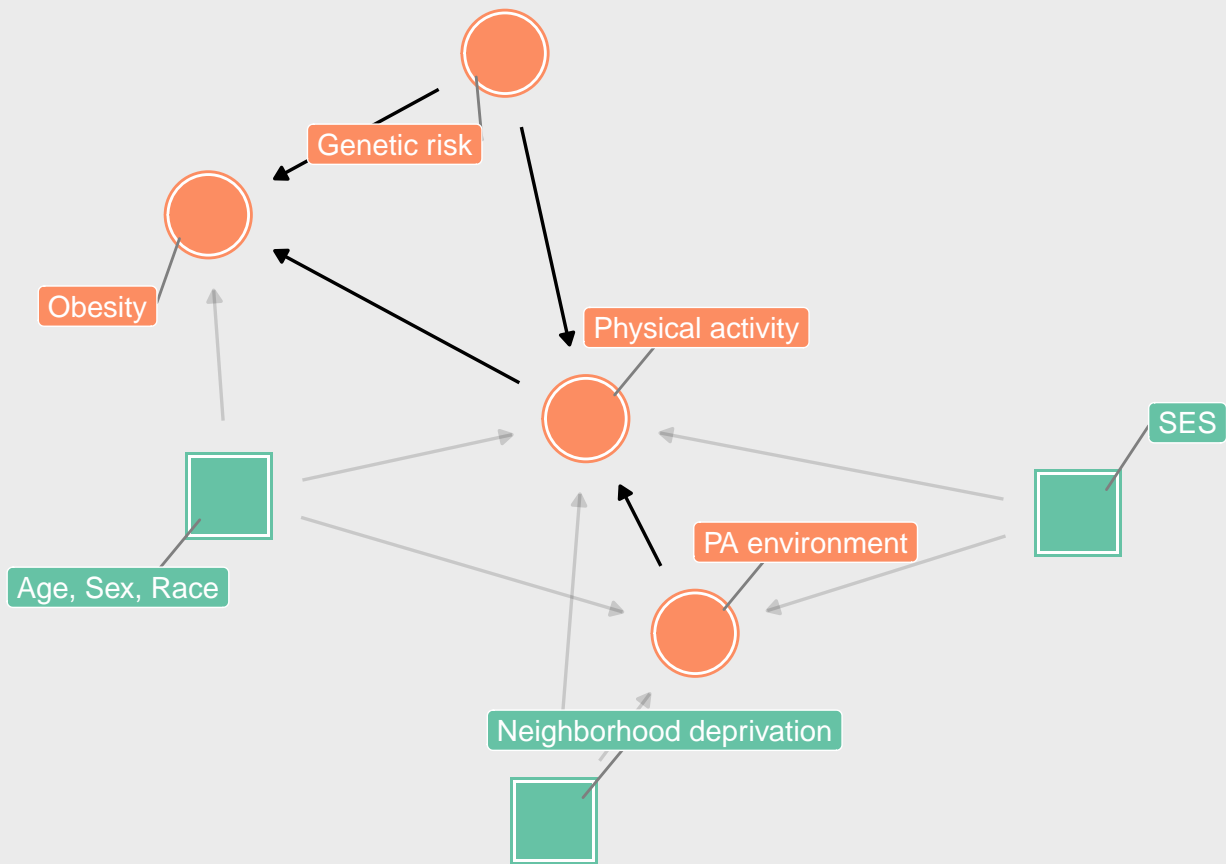 Genetic risk
Obesity
Physical activity
SES
PA environment
Age, Sex, Race
Neighborhood deprivation